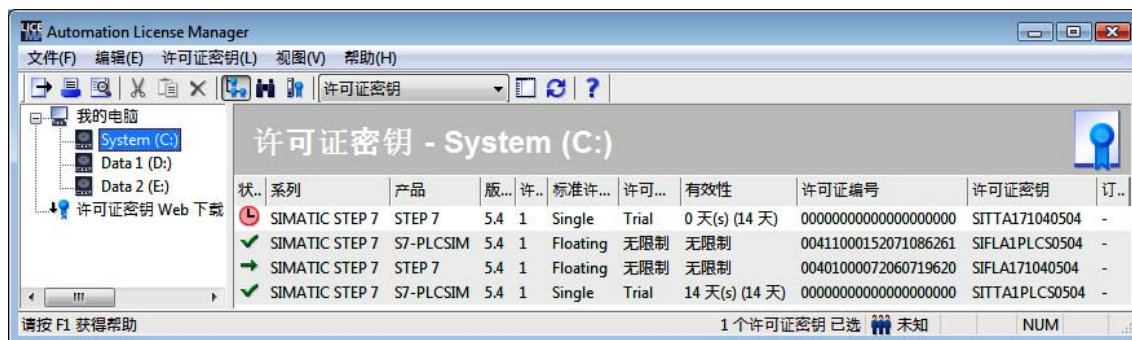 Automation License Manager
文件(F) 编辑(E) 许可证密钥(L) 视图(V) 帮助(H)
许可证密钥
我的电脑
System (C:)
Data 1 (D:)
Data 2 (E:)
许可证密钥 Web 下载
许可证密钥 - System (C:)
状.. 系列 产品 版... 许.. 标准许... 许可... 有效性 许可证编号 许可证密钥 订..
SIMATIC STEP 7 STEP 7 5.4 1 Single Trial 0 天(s) (14 天) 00000000000000000000 SITTA171040504 -
SIMATIC STEP 7 S7-PLCSIM 5.4 1 Floating 无限制 无限制 00411000152071086261 SIFLA1PLCS0504 -
SIMATIC STEP 7 STEP 7 5.4 1 Floating 无限制 无限制 00401000072060719620 SIFLA171040504 -
SIMATIC STEP 7 S7-PLCSIM 5.4 1 Single Trial 14 天(s) (14 天) 00000000000000000000 SITTA1PLCS0504 -
请按 F1 获得帮助 1 个许可证密钥 已选 未知 NUM